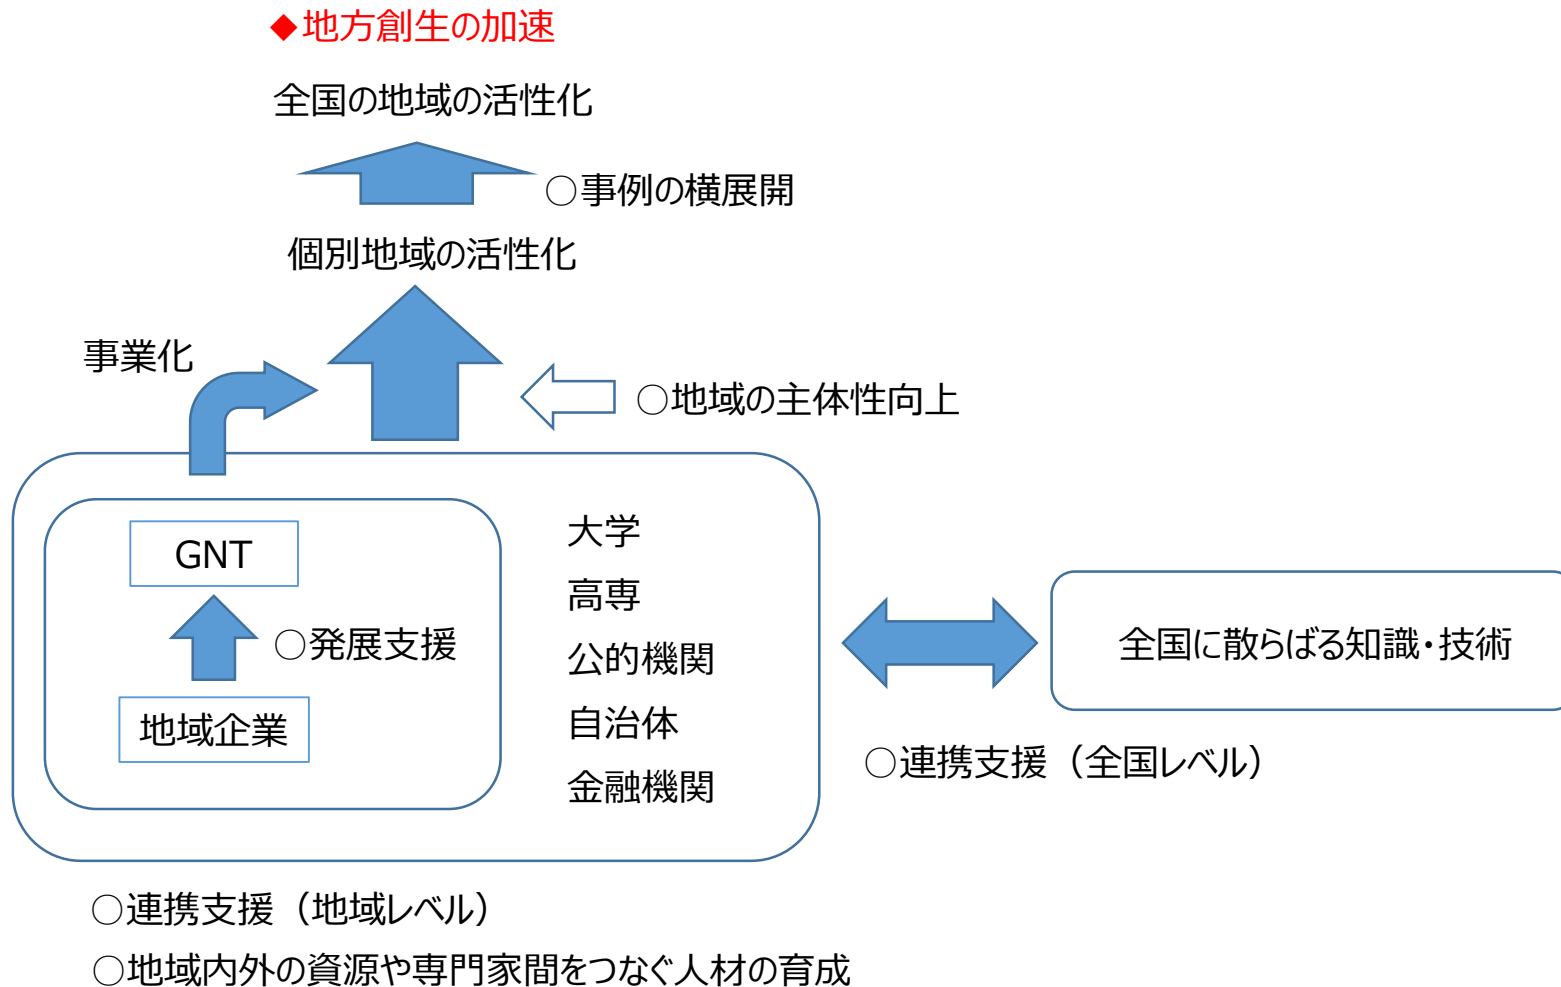 ◆地方創生の加速
全国の地域の活性化
○事例の横展開
個別地域の活性化
事業化
○地域の主体性向上
GNT
○発展支援
地域企業
大学
高専
公的機関
自治体
金融機関
全国に散らばる知識・技術
○連携支援（全国レベル）
○連携支援（地域レベル）
○地域内外の資源や専門家間をつなぐ人材の育成